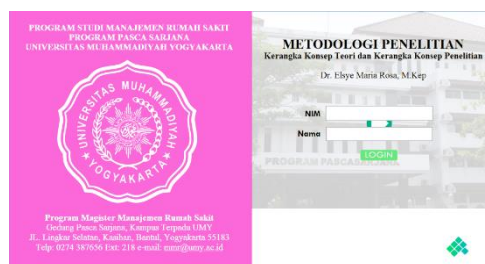 PROGRAM STUDI MANAJEMEN RUMAH SAKIT
PROGRAM PASCA SARJANA
UNIVERSITAS MUHAMMADIYAH YOGYAKARTA
UNIVERSITAS MUHAMMADIYAH
YOGYAKARTA
Program Magister Manajemen Rumah Sakit
Gedung Pasca Sarjana, Kampus Terpadu UMY
JL. Lingkar Selatan, Kasihan, Bantul, Yogyakarta 55183
Telp: 0274 387656 Ext: 218 e-mail: mmr@umy.ac.id
METODOLOGI PENELITIAN
Kerangka Konsep Teori dan Kerangka Konsep Penelitian
Dr. Elsye Maria Rosa, M.Kep
NIM
Nama
LOGIN
PROGRAM PASCASARJANA